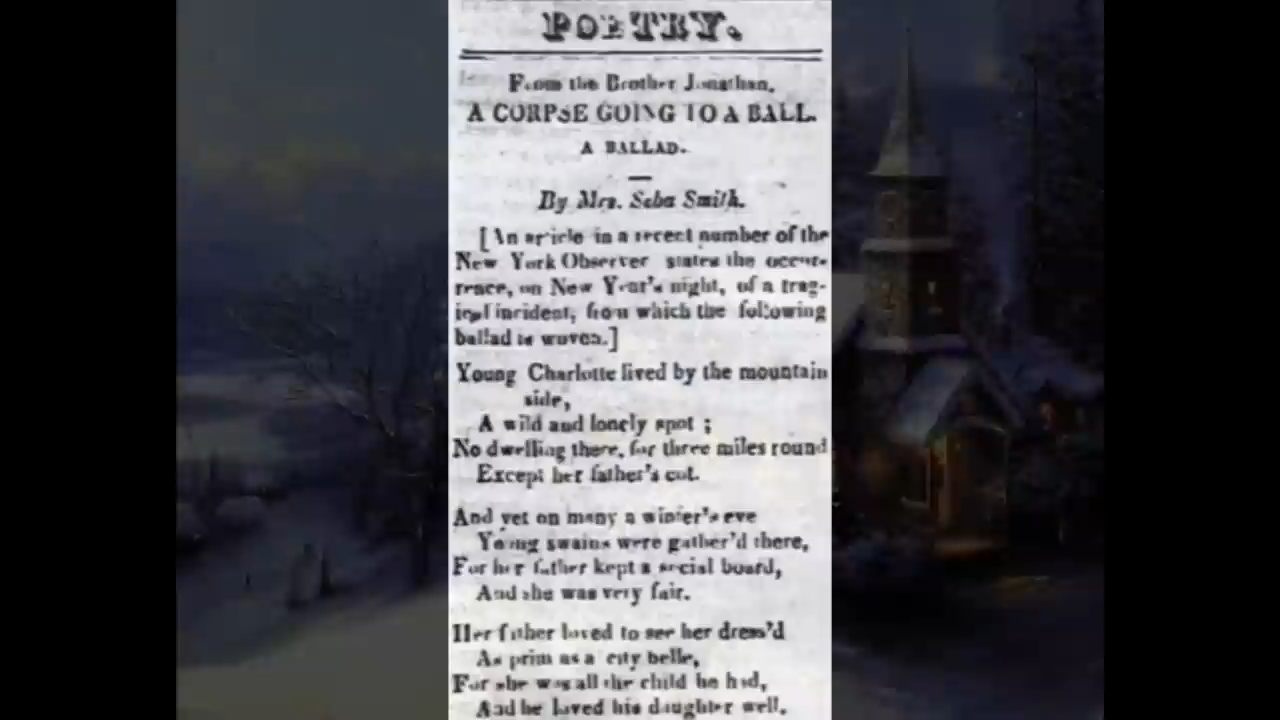 POETRY.
From the Brother Jonathan.
A CORPSE GOING TO A BALL.
A BALLAD.
By Mrs. Seba Smith.
[An article in a recent number of the
New York Observer states the occur-
rence, on New Year's night, of a trag-
ical incident, from which the following
ballad is woven.]
Young Charlotte lived by the mountain
side,
A wild and lonely spot ;
No dwelling there, for three miles round
Except her father's cot.
And yet on many a winter's eve
Young swains were gather'd there,
For her father kept a social board,
And she was very fair.
Her father loved to see her dress'd
As prim as a city belle,
For she was all the child he had,
And he loved his daughter well.